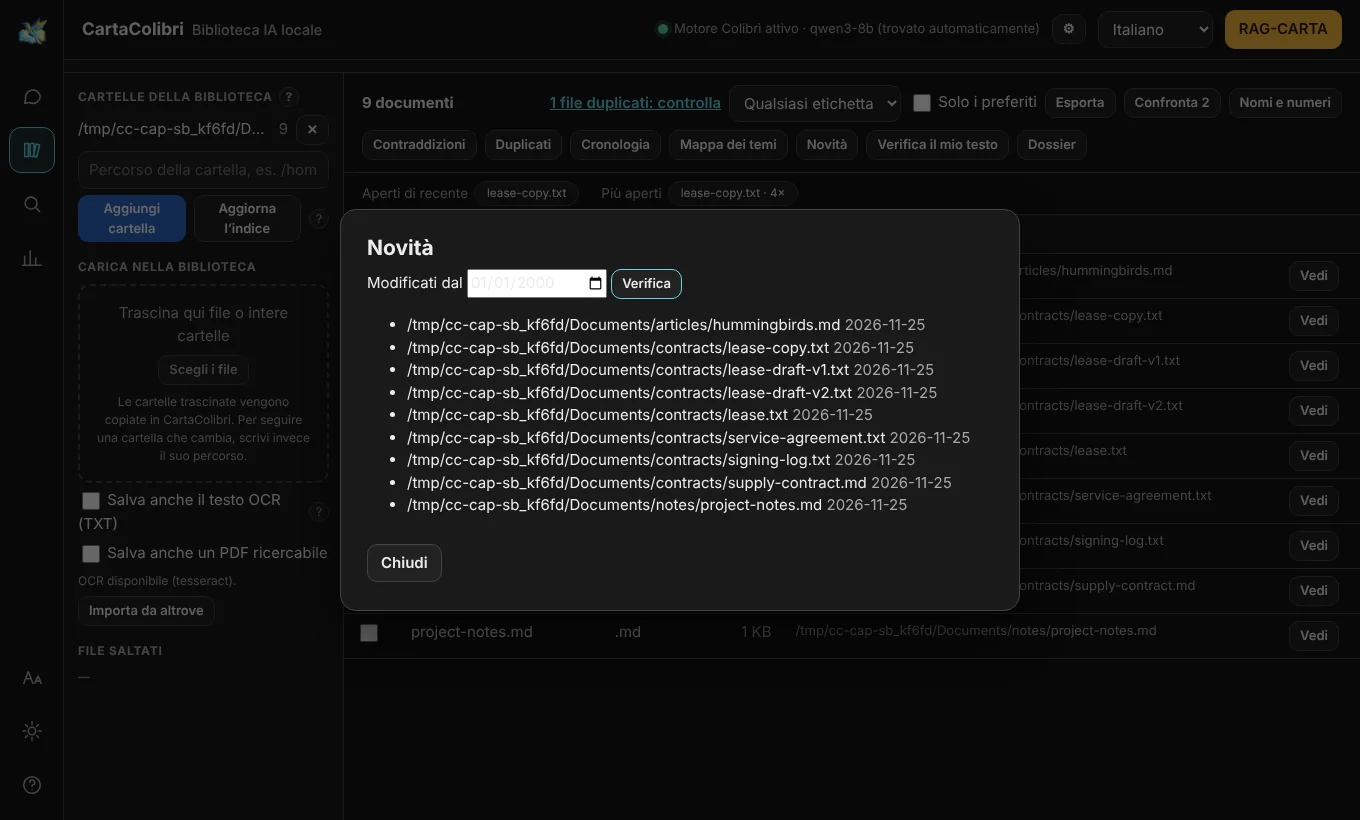 CartaColibri Biblioteca IA locale
Motore Colibrì attivo · qwen3-8b (trovato automaticamente)
⚙
Italiano
RAG-CARTA
CARTELLE DELLA BIBLIOTECA ?
/tmp/cc-cap-sb_kf6fd/D... 9 ✕
Percorso della cartella, es. /hom
Aggiungi
cartella
Aggiorna
l'indice
?
CARICA NELLA BIBLIOTECA
Trascina qui file o intere
cartelle
Scegli i file
Le cartelle trascinate vengono
copiate in CartaColibri. Per seguire
una cartella che cambia, scrivi invece
il suo percorso.
Salva anche il testo OCR
(TXT)
?
Salva anche un PDF ricercabile
OCR disponibile (tesseract).
Importa da altrove
FILE SALTATI
—
AA
9 documenti
1 file duplicati: controlla
Qualsiasi etichetta
Solo i preferiti
Esporta
Confronta 2
Nomi e numeri
Contraddizioni
Duplicati
Cronologia
Mappa dei temi
Novità
Verifica il mio testo
Dossier
Aperti di recente lease-copy.txt Più aperti lease-copy.txt · 4×
Novità
Modificati dal 01/01/2000 Verifica
• /tmp/cc-cap-sb_kf6fd/Documents/articles/hummingbirds.md 2026-11-25
• /tmp/cc-cap-sb_kf6fd/Documents/contracts/lease-copy.txt 2026-11-25
• /tmp/cc-cap-sb_kf6fd/Documents/contracts/lease-draft-v1.txt 2026-11-25
• /tmp/cc-cap-sb_kf6fd/Documents/contracts/lease-draft-v2.txt 2026-11-25
• /tmp/cc-cap-sb_kf6fd/Documents/contracts/lease.txt 2026-11-25
• /tmp/cc-cap-sb_kf6fd/Documents/contracts/service-agreement.txt 2026-11-25
• /tmp/cc-cap-sb_kf6fd/Documents/contracts/signing-log.txt 2026-11-25
• /tmp/cc-cap-sb_kf6fd/Documents/contracts/supply-contract.md 2026-11-25
• /tmp/cc-cap-sb_kf6fd/Documents/notes/project-notes.md 2026-11-25
Chiudi
rticles/hummingbirds.md Vedi
ontracts/lease-copy.txt Vedi
ontracts/lease-draft-v1.txt Vedi
ontracts/lease-draft-v2.txt Vedi
ontracts/lease.txt Vedi
ontracts/service-agreement.txt Vedi
ontracts/signing-log.txt Vedi
ontracts/supply-contract.md Vedi
project-notes.md .md 1 KB /tmp/cc-cap-sb_kf6fd/Documents/notes/project-notes.md Vedi